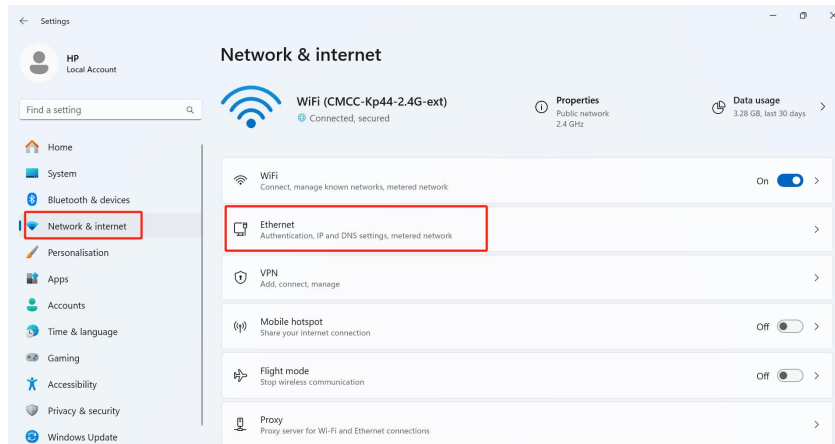 Settings
HP
Local Account
Find a setting
Home
System
Bluetooth & devices
Network & internet
Personalisation
Apps
Accounts
Time & language
Gaming
Accessibility
Privacy & security
Windows Update
Network & internet
WiFi (CMCC-Kp44-2.4G-ext)
Connected, secured
Properties
Public network
2.4 GHz
Data usage
3.28 GB, last 30 days
WiFi
Connect, manage known networks, metered network
On
Ethernet
Authentication, IP and DNS settings, metered network
VPN
Add, connect, manage
Mobile hotspot
Share your internet connection
Off
Flight mode
Stop wireless communication
Off
Proxy
Proxy server for Wi-Fi and Ethernet connections